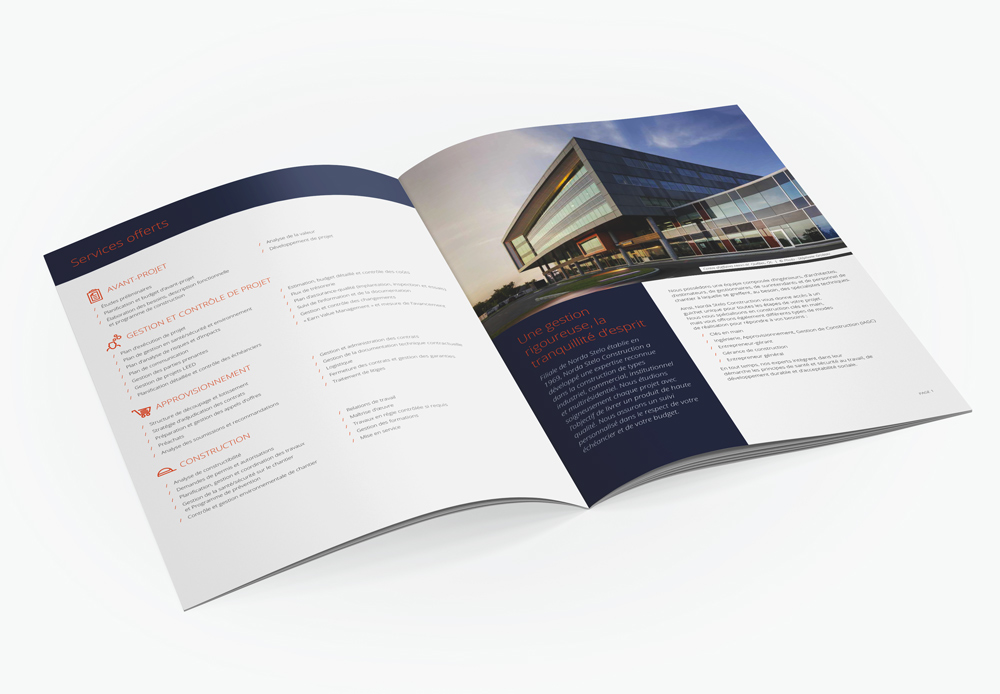 Services offerts
AVANT-PROJET
Études préliminaires
Planification et budget d'avant-projet
Élaboration des besoins, description fonctionnelle
et programme de construction
Analyse de la valeur
Développement de projet
GESTION ET CONTRÔLE DE PROJET
Plan d'exécution de projet
Plan de gestion en santé/sécurité et environnement
Plan d'analyse de risques et d'impacts
Plan de communication
Gestion des parties prenantes
Gestion de projets LEED
Planification détaillée et contrôle des échéanciers
Estimation, budget détaillé et contrôle des coûts
Plan d'assurance qualité (implantation, inspection
Suivi de l'information et de la documentation
Gestion et contrôle des changements
« Earn Value Management » et mesure de l'avancement
APPROVISIONNEMENT
Structure de découpage et lotissement
Stratégie d'adjudication des contrats
Préparation et gestion des appels d'offres
Préachats
Analyse des soumissions et recommandations
Gestion et administration des contrats
Gestion de la documentation technique contractuelle
Logistique
Fermeture des contrats et gestion des garanties
Traitement de litiges
CONSTRUCTION
Analyse de constructibilité
Demandes de permis et autorisations
Planification, gestion et coordination des travaux
Gestion de la santé/sécurité sur le chantier
et Programme de prévention
Contrôle et gestion environnementale de chantier
Relations de travail
Maîtrise d'œuvre
Travaux en régie contrôlée à risques
Gestion des formations
Mise en service
Une gestion
rigoureuse, la
tranquillité d'esprit
Filiale de Norda Stelo établie en
1963, Norda Stelo Construction a
développé une expertise reconnue
dans la construction de types
industriel, commercial, institutionnel
et multirésidentiel. Nous étudions
soigneusement chaque projet avec
l'objectif de livrer un produit de haute
qualité. Nous assurons un suivi
personnalisé dans le respect de votre
échéancier et de votre budget.
Nous possédons une équipe composée d'ingénieurs, d'architectes,
d'estimateurs, de gestionnaires, de surintendants et de personnel de
chantier à laquelle se greffent, au besoin, des spécialistes techniques.
Ainsi, Norda Stelo Construction vous donne accès à un
guichet unique pour toutes les étapes de votre projet.
Nous nous spécialisons en construction clés en main,
mais vous offrons également différents types de modes
de réalisation pour répondre à vos besoins :
Clés en main
Ingénierie, Approvisionnement, Gestion de Construction (IAGC)
Entrepreneur gérant
Gérance de construction
Entrepreneur général
En tout temps, nos experts intègrent dans leur
démarche les principes de santé et sécurité au travail, de
développement durable et d'acceptabilité sociale.
PAGE